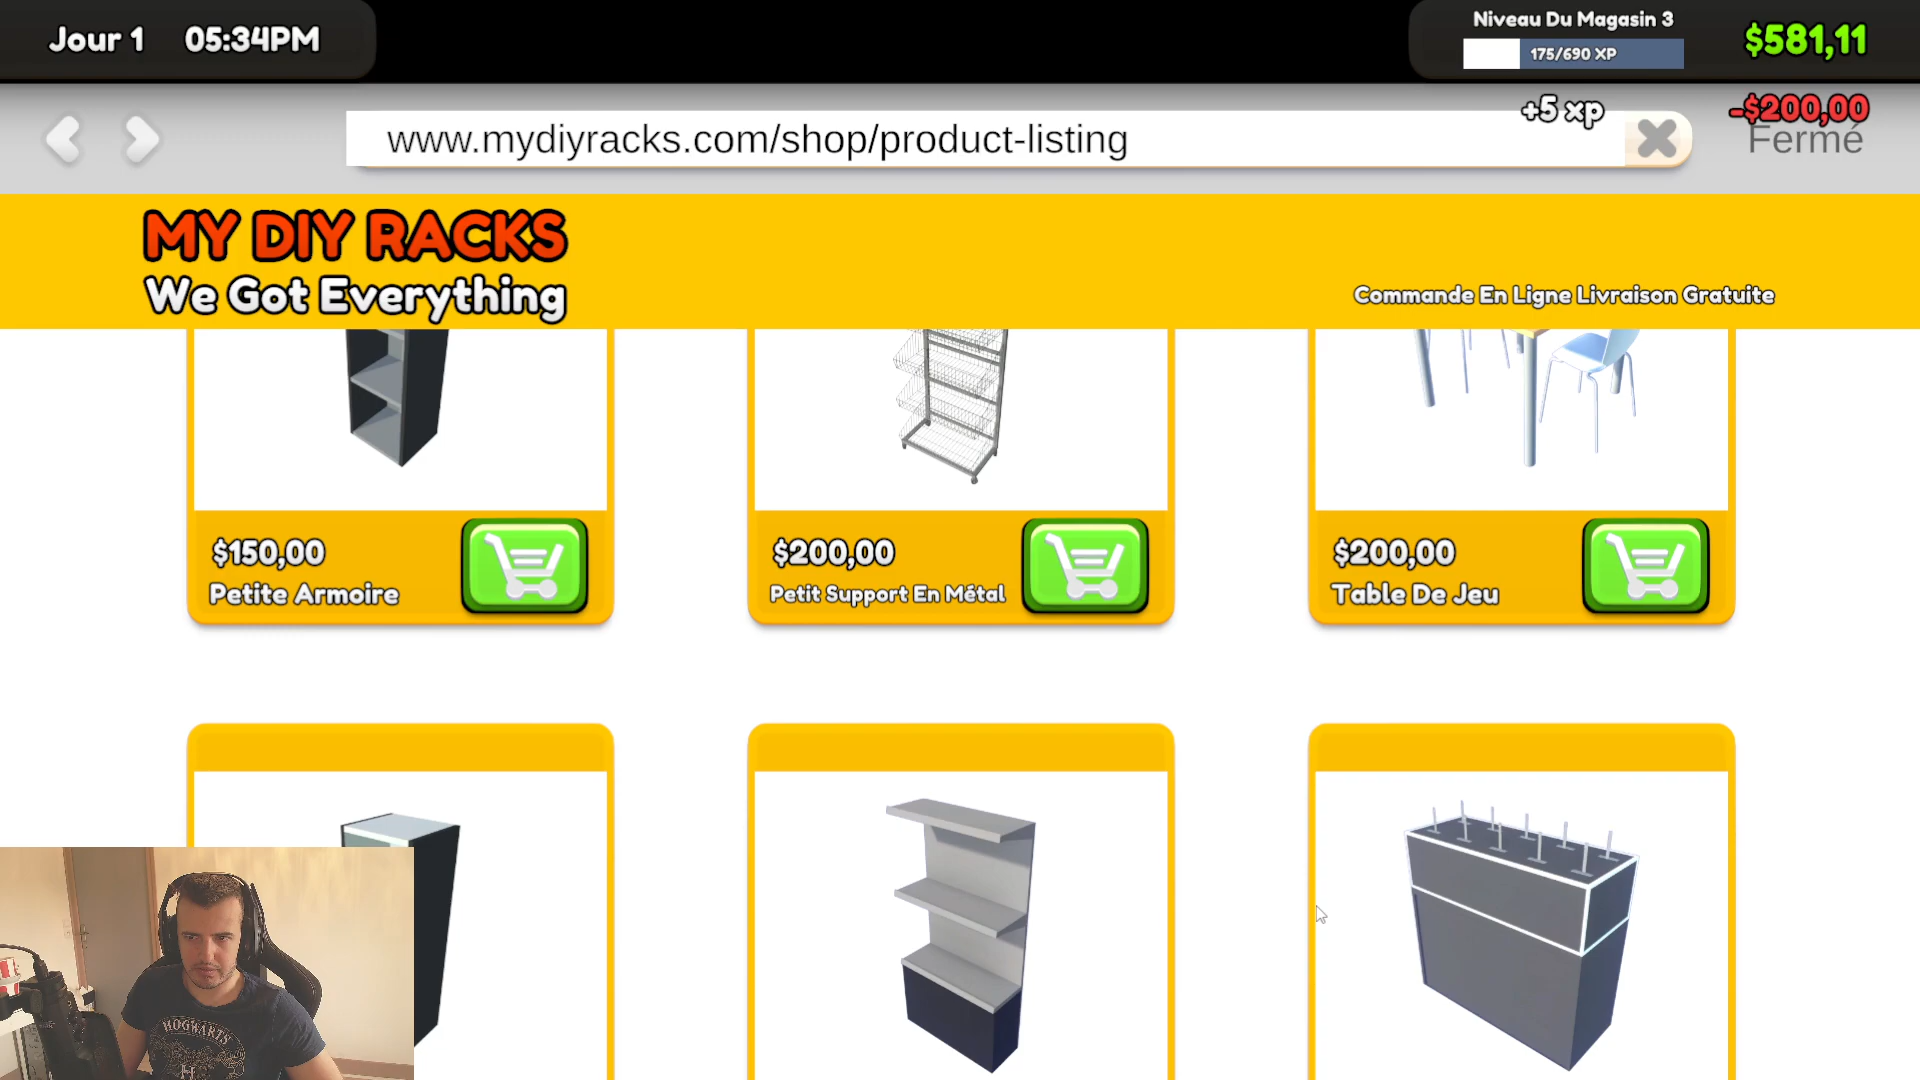 Jour 1 05:34PM
Niveau Du Magasin 3
175/690 XP
$581,11
+5 xp
-$200,00
www.mydiyracks.com/shop/product-listing
Fermé
MY DIY RACKS
We Got Everything
Commande En Ligne Livraison Gratuite
$150,00
Petite Armoire
$200,00
Petit Support En Métal
$200,00
Table De Jeu
HOGWARTS
H